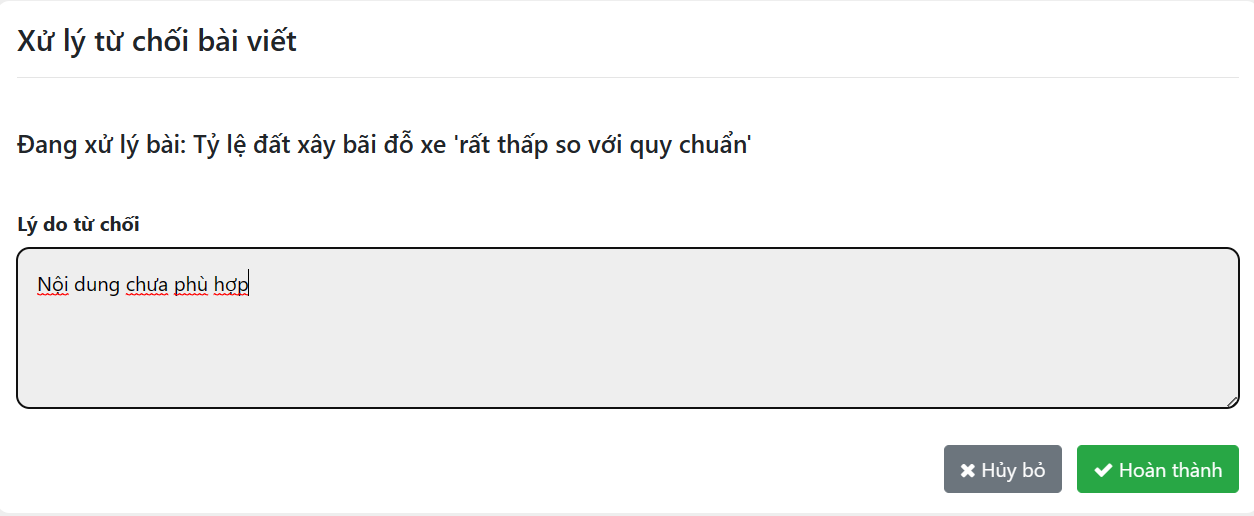 Xử lý từ chối bài viết
Đang xử lý bài: Tỷ lệ đất xây bãi đỗ xe 'rất thấp so với quy chuẩn'
Lý do từ chối
Nội dung chưa phù hợp
Hủy bỏ
Hoàn thành